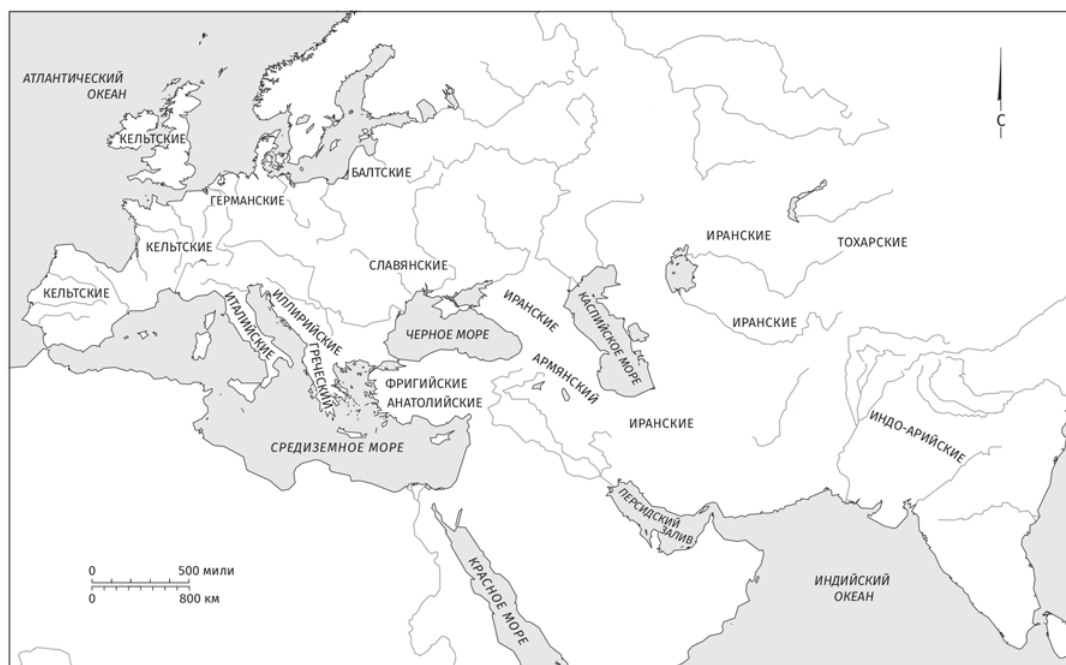 АТЛАНТИЧЕСКИЙ
ОКЕАН
С
КЕЛЬТСКИЕ
БАЛТСКИЕ
ГЕРМАНСКИЕ
ИРАНСКИЕ
ТОХАРСКИЕ
КЕЛЬТСКИЕ
СЛАВЯНСКИЕ
КЕЛЬТСКИЕ
ИТАЛИЙСКИЕ
ИЛЛИРИЙСКИЕ
ГРЕЧЕСКИЙ
ИРАНСКИЕ
КАСПИЙСКОЕ МОРЕ
ИРАНСКИЕ
ЧЕРНОЕ МОРЕ
АРМЯНСКИЙ
ФРИГИЙСКИЕ
АНАТОЛИЙСКИЕ
ИРАНСКИЕ
ИНДО-АРИЙСКИЕ
СРЕДИЗЕМНОЕ МОРЕ
ПЕРСИДСКИЙ
ЗАЛИВ
КРАСНОЕ МОРЕ
ИНДИЙСКИЙ
ОКЕАН
0 500 мили
0 800 км